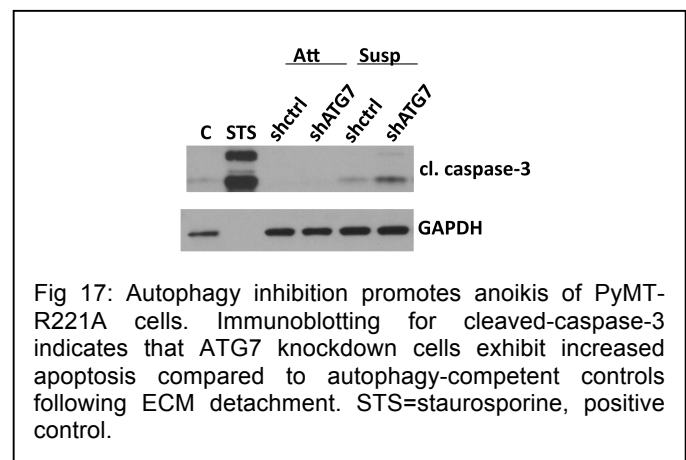 Att Susp
C STS shctrl shATG7 shctrl shATG7
cl. caspase-3
GAPDH
Fig 17: Autophagy inhibition promotes anoikis of PyMT-
R221A cells. Immunoblotting for cleaved-caspase-3
indicates that ATG7 knockdown cells exhibit increased
apoptosis compared to autophagy-competent controls
following ECM detachment. STS=staurosporine, positive
control.